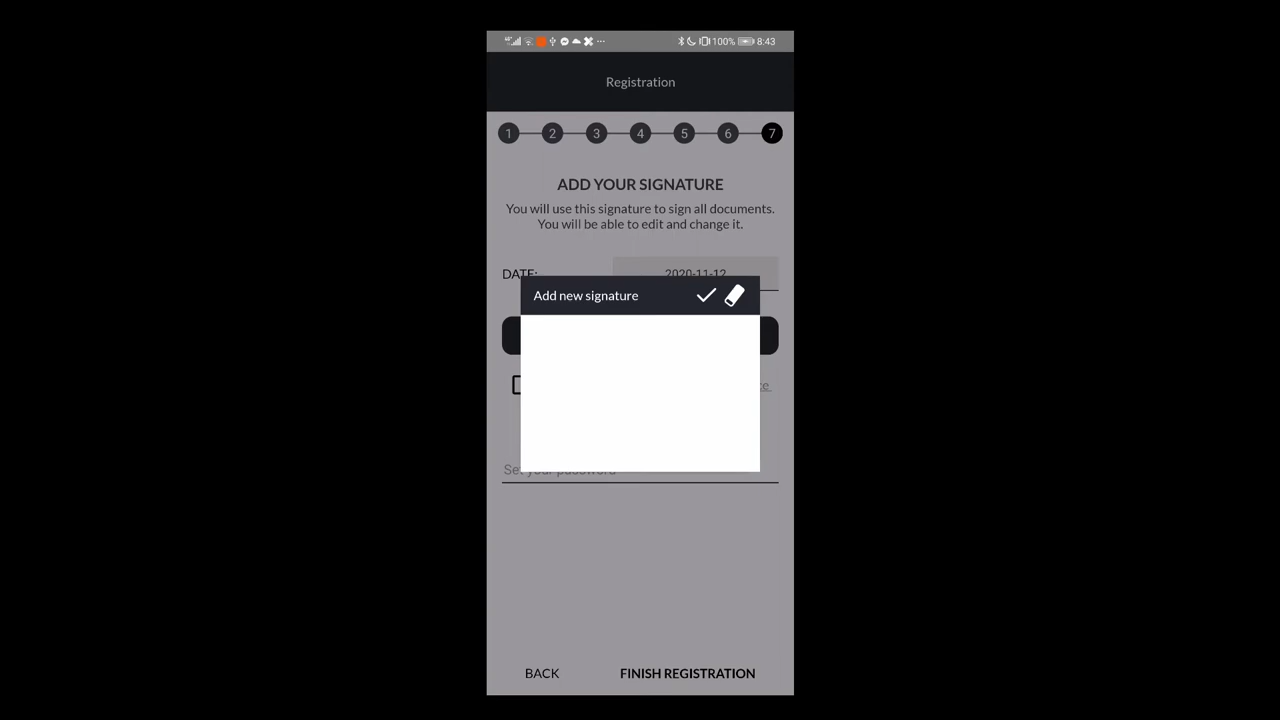 100% 8:43
Registration
1 2 3 4 5 6 7
ADD YOUR SIGNATURE
You will use this signature to sign all documents.
You will be able to edit and change it.
DATE: 2020-11-12
Add new signature
Set your password
BACK FINISH REGISTRATION